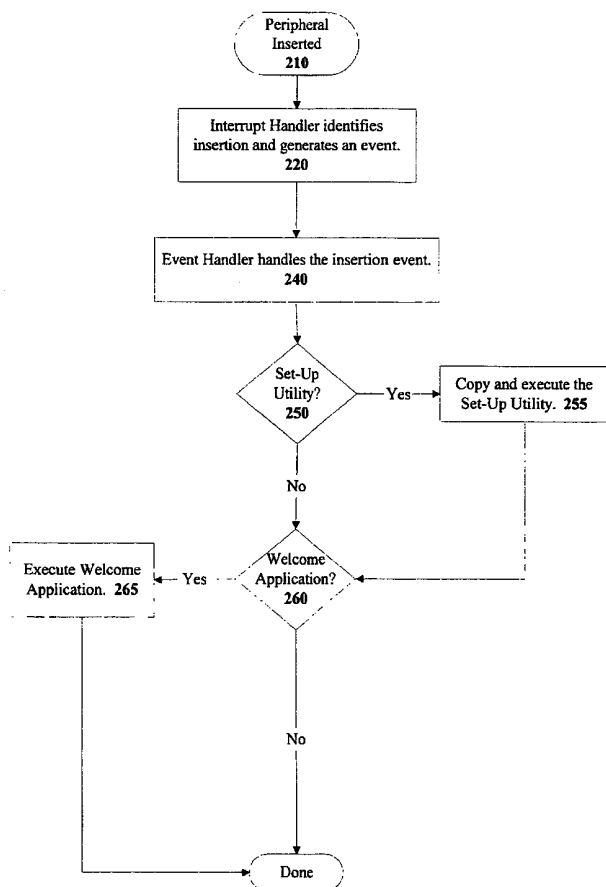 Peripheral
Inserted
210
Interrupt Handler identifies
insertion and generates an event.
220
Event Handler handles the insertion event.
240
Set-Up
Utility?
250
Yes
Copy and execute the
Set-Up Utility. 255
No
Welcome
Application?
260
Yes
Execute Welcome
Application. 265
No
Done